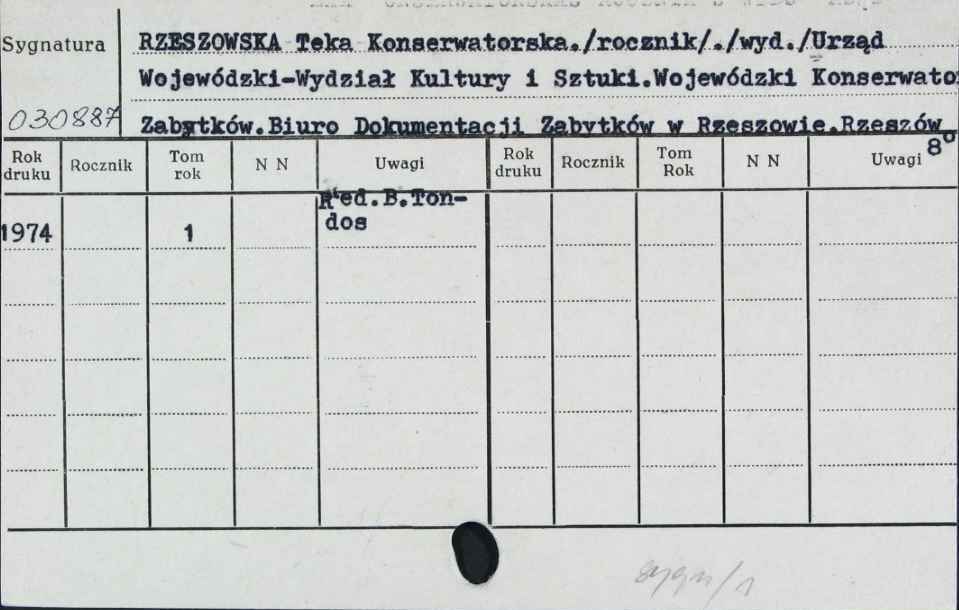 Sygnatura
RZESZOWSKA Teka Konserwatorska./rocznik/./wyd./Urząd
Wojewódzki-Wydział Kultury i Sztuki.Wojewódzki Konserwato
030887
Zabytków.Biuro Dokumentacji Zabytków w Rzeszowie.Rzeszów
8°
Rok druku Rocznik Tom rok N N Uwagi Rok druku Rocznik Tom Rok N N Uwagi
Red.B.Ton-
1974 1 dos
sygn/1